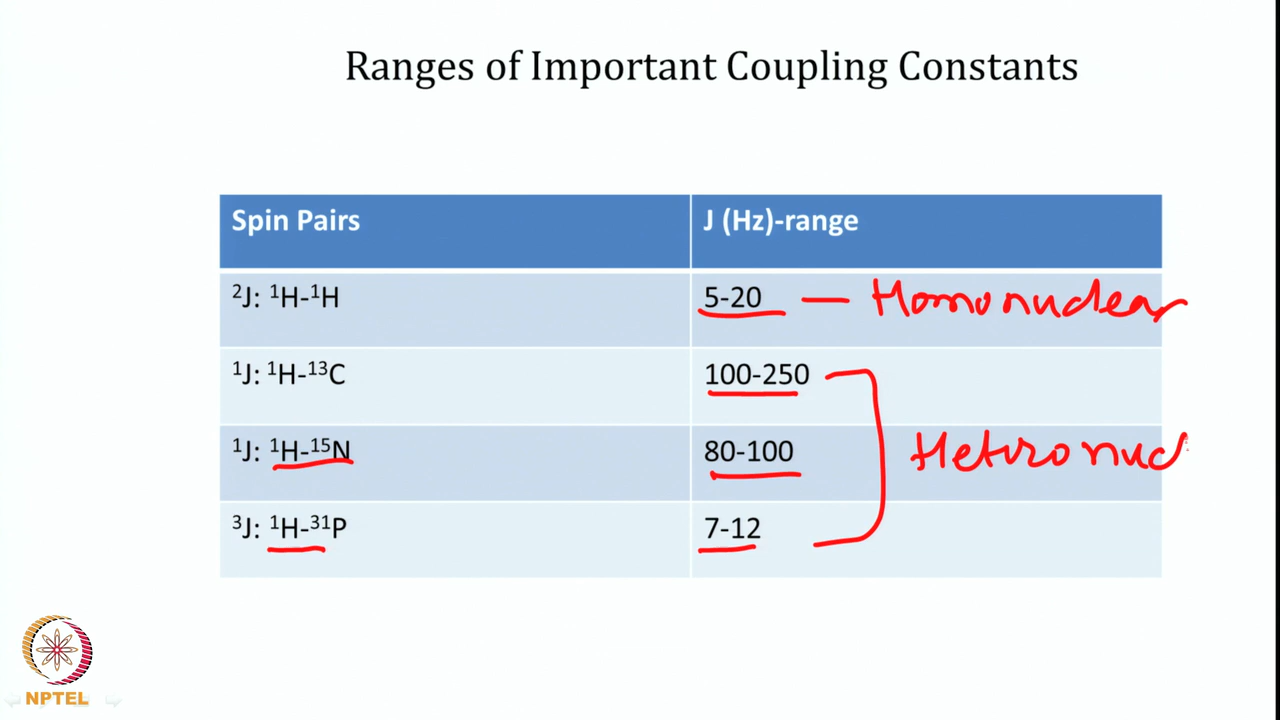 Ranges of Important Coupling Constants
Spin Pairs J (Hz)-range
²J: ¹H-¹H 5-20 — Homonuclear
¹J: ¹H-¹³C 100-250
¹J: ¹H-¹⁵N 80-100 Heteronuc
³J: ¹H-³¹P 7-12
NPTEL